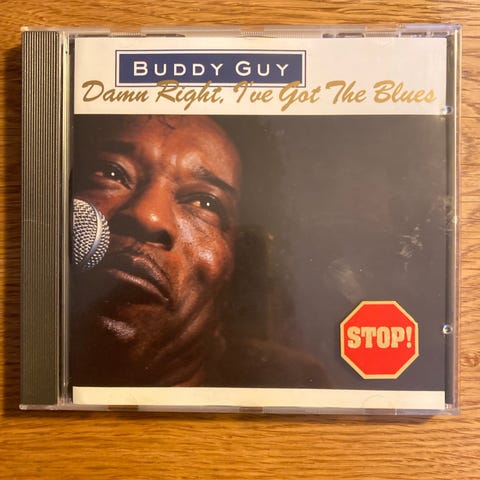 BUDDY GUY
Damn Right, I've Got The Blues
STOP!